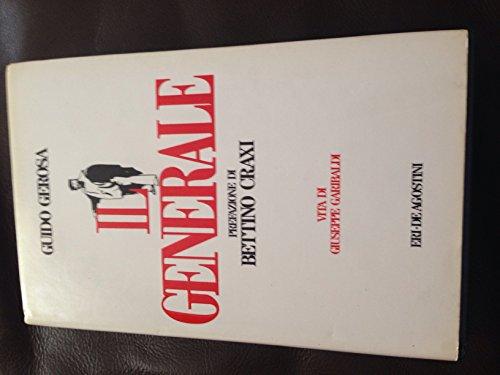 GUIDO GEROSA
IL
GENERALE
PREFAZIONE DI
BETTINO CRAXI
VITA DI
GIUSEPPE GARIBALDI
ERI-DE AGOSTINI